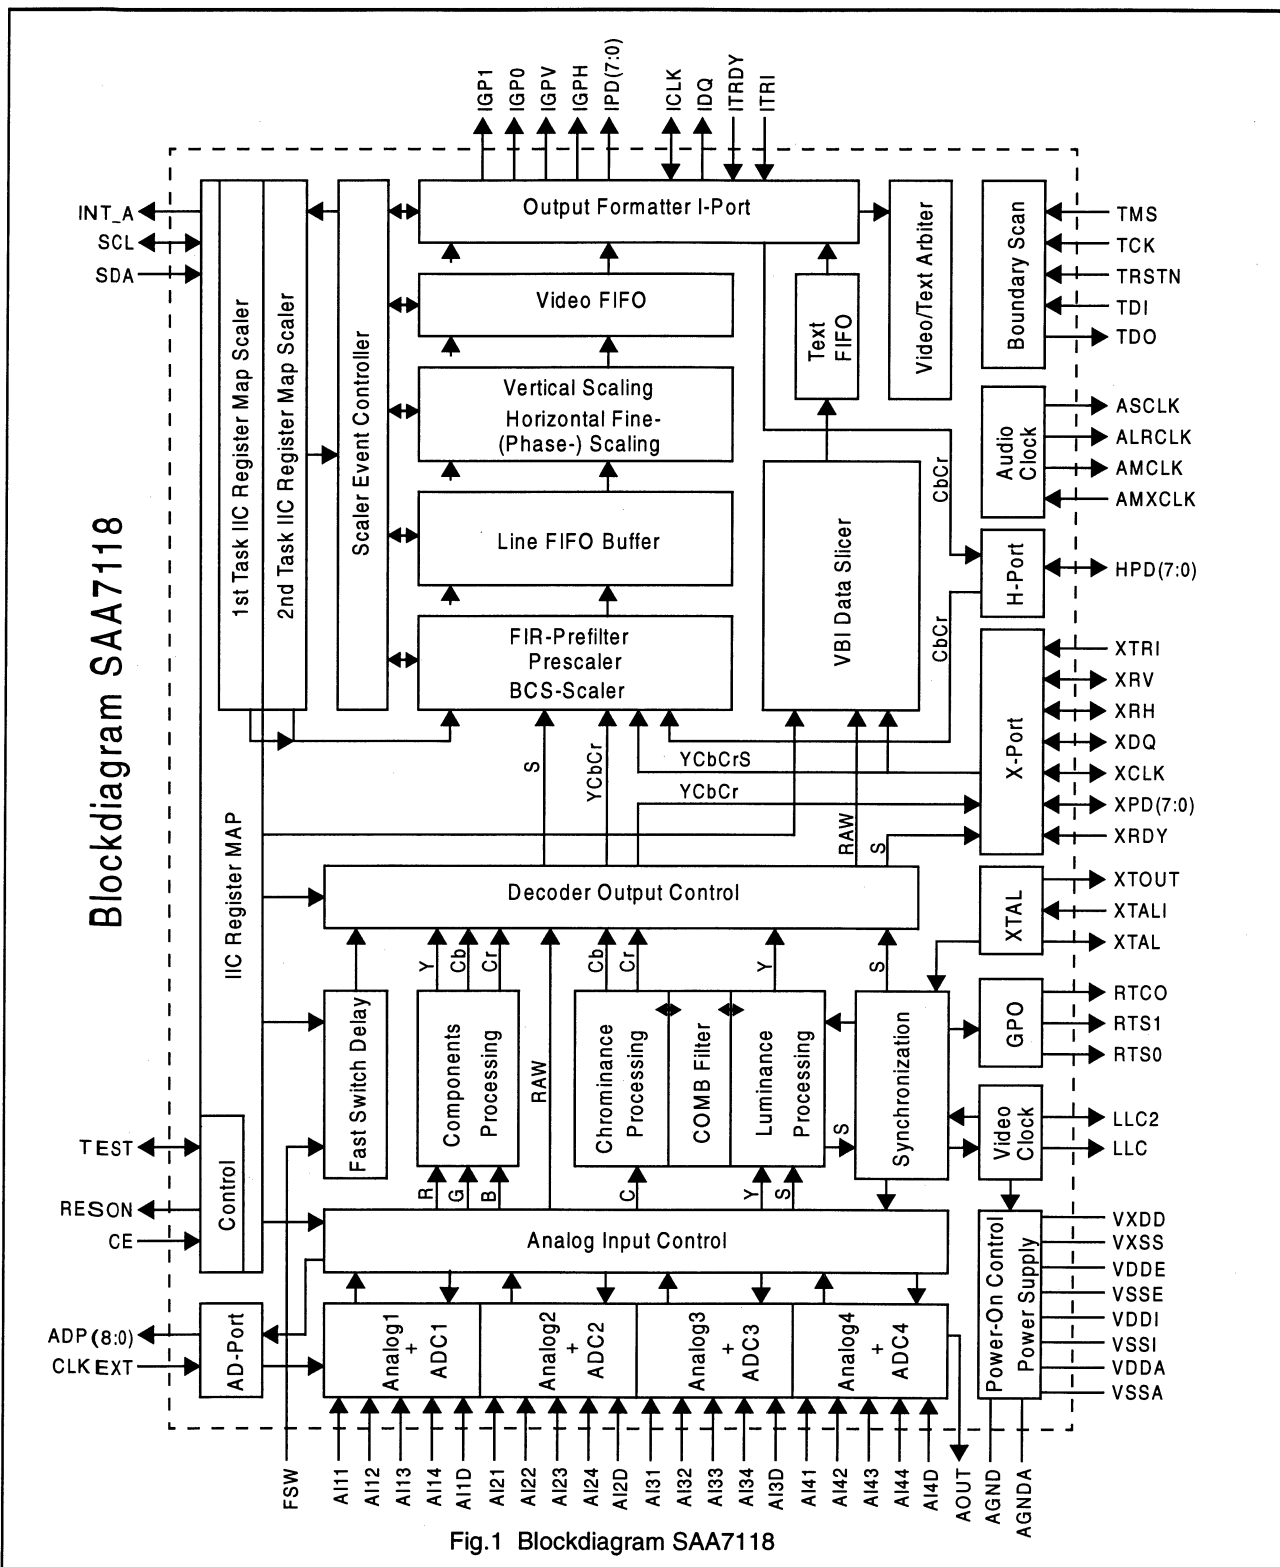 IGP1
IGP0
IGPV
IGPH
IPD(7:0)
ICLK
IDQ
ITRDY
ITRI
INT_A
SCL
SDA
Output Formatter I-Port
Video FIFO
Vertical Scaling
Horizontal Fine-
(Phase-) Scaling
Line FIFO Buffer
FIR-Prefilter
Prescaler
BCS-Scaler
1st Task IIC Register Map Scaler
2nd Task IIC Register Map Scaler
Scaler Event Controller
Text
FIFO
Video/Text Arbiter
VBI Data Slicer
Boundary Scan
TMS
TCK
TRSTN
TDI
TDO
Audio
Clock
ASCLK
ALRCLK
AMCLK
AMXCLK
CbCr
H-Port
HPD(7:0)
CbCr
X-Port
XTRI
XRV
XRH
XDQ
XCLK
XPD(7:0)
XRDY
Blockdiagram SAA7118
S
YCbCr
YCbCrS
YCbCr
RAW
S
IIC Register MAP
Decoder Output Control
XTAL
XTOUT
XTALI
XTAL
Y
Cb
Cr
RAW
Cb
Cr
Y
S
Fast Switch Delay
Components
Processing
Chrominance
Processing
COMB Filter
Luminance
Processing
S
Synchronization
GPO
RTCO
RTS1
RTS0
Video
Clock
LLC2
LLC
TEST
RESON
CE
Control
R
G
B
C
Y
S
Analog Input Control
Power-On Control
Power Supply
VXDD
VXSS
VDDE
VSSE
VDDI
VSSI
VDDA
VSSA
ADP(8:0)
CLKEXT
AD-Port
Analog1
+
ADC1
Analog2
+
ADC2
Analog3
+
ADC3
Analog4
+
ADC4
FSW
AI11
AI12
AI13
AI14
AI1D
AI21
AI22
AI23
AI24
AI2D
AI31
AI32
AI33
AI34
AI3D
AI41
AI42
AI43
AI44
AI4D
AOUT
AGND
AGNDA
Fig.1 Blockdiagram SAA7118